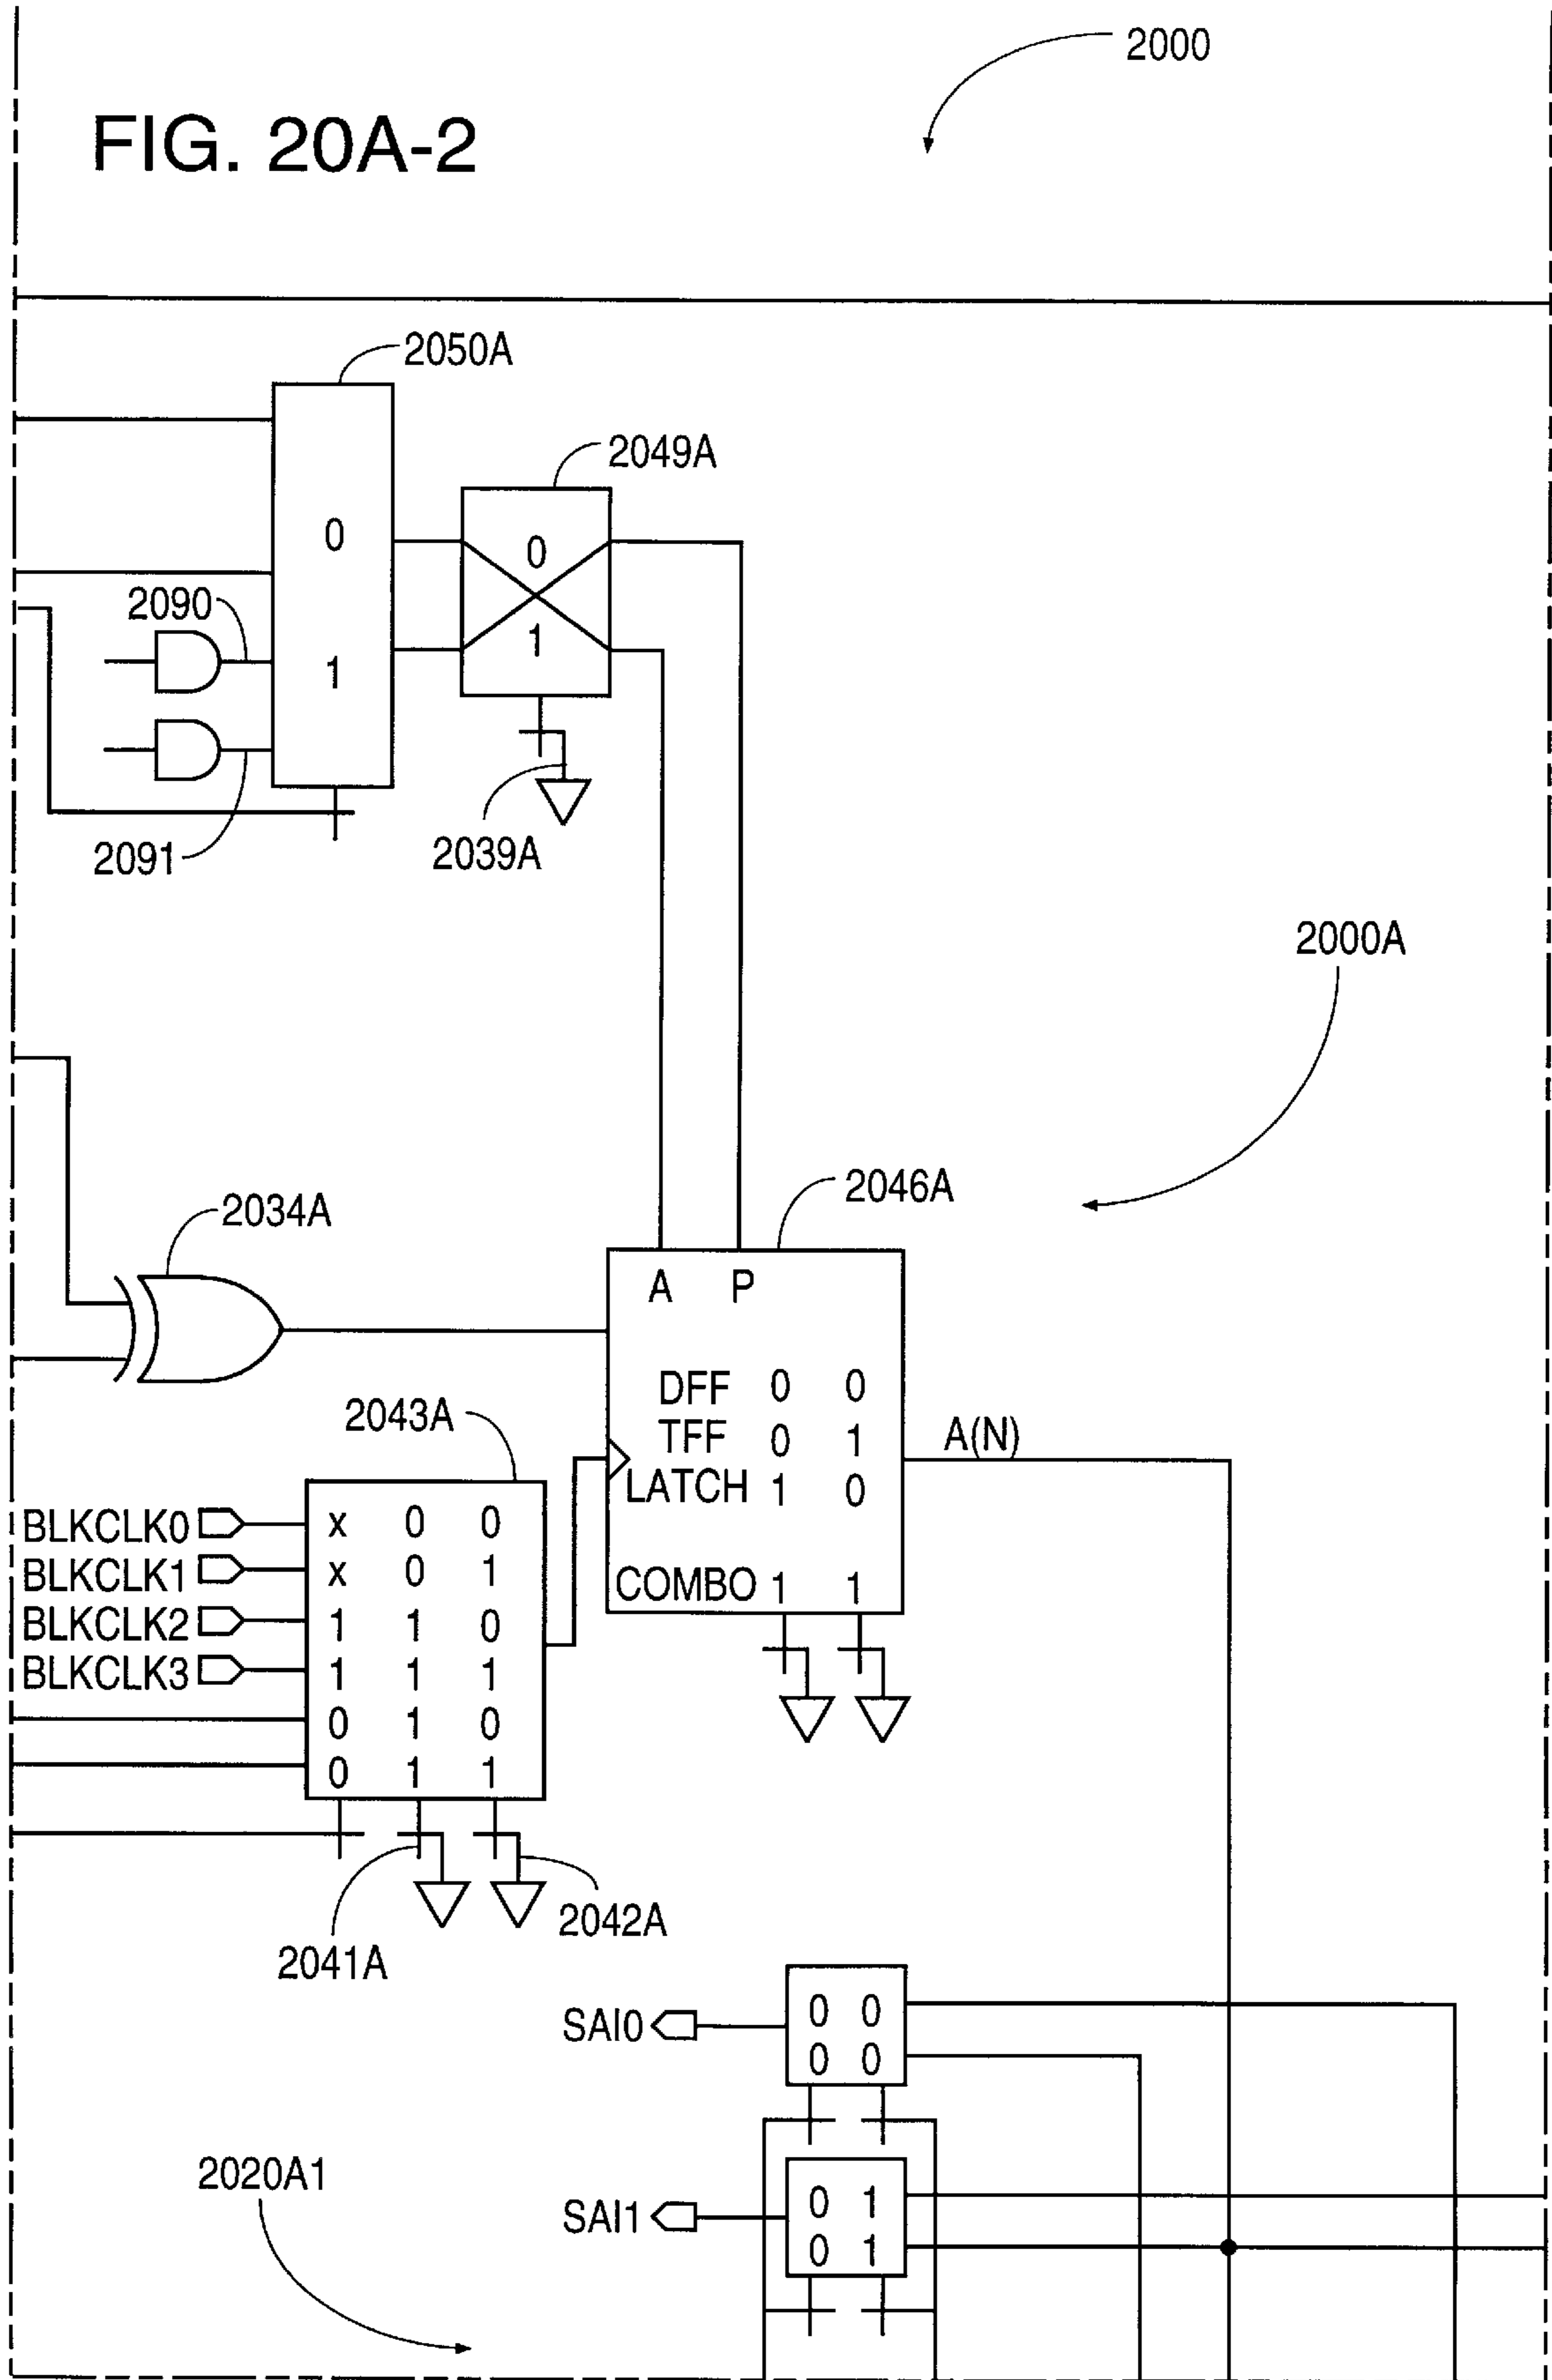 2000
FIG. 20A-2
2050A
2049A
0
0
2090
1
1
2039A
2091
2000A
2046A
2034A
A P
DFF 0 0
2043A
TFF 0 1
A(N)
LATCH 1 0
BLKCLK0 x 0 0
BLKCLK1 x 0 1
COMBO 1 1
BLKCLK2 1 1 0
BLKCLK3 1 1 1
0 1 0
0 1 1
2042A
2041A
SAI0
0 0
0 0
2020A1
SAI1
0 1
0 1